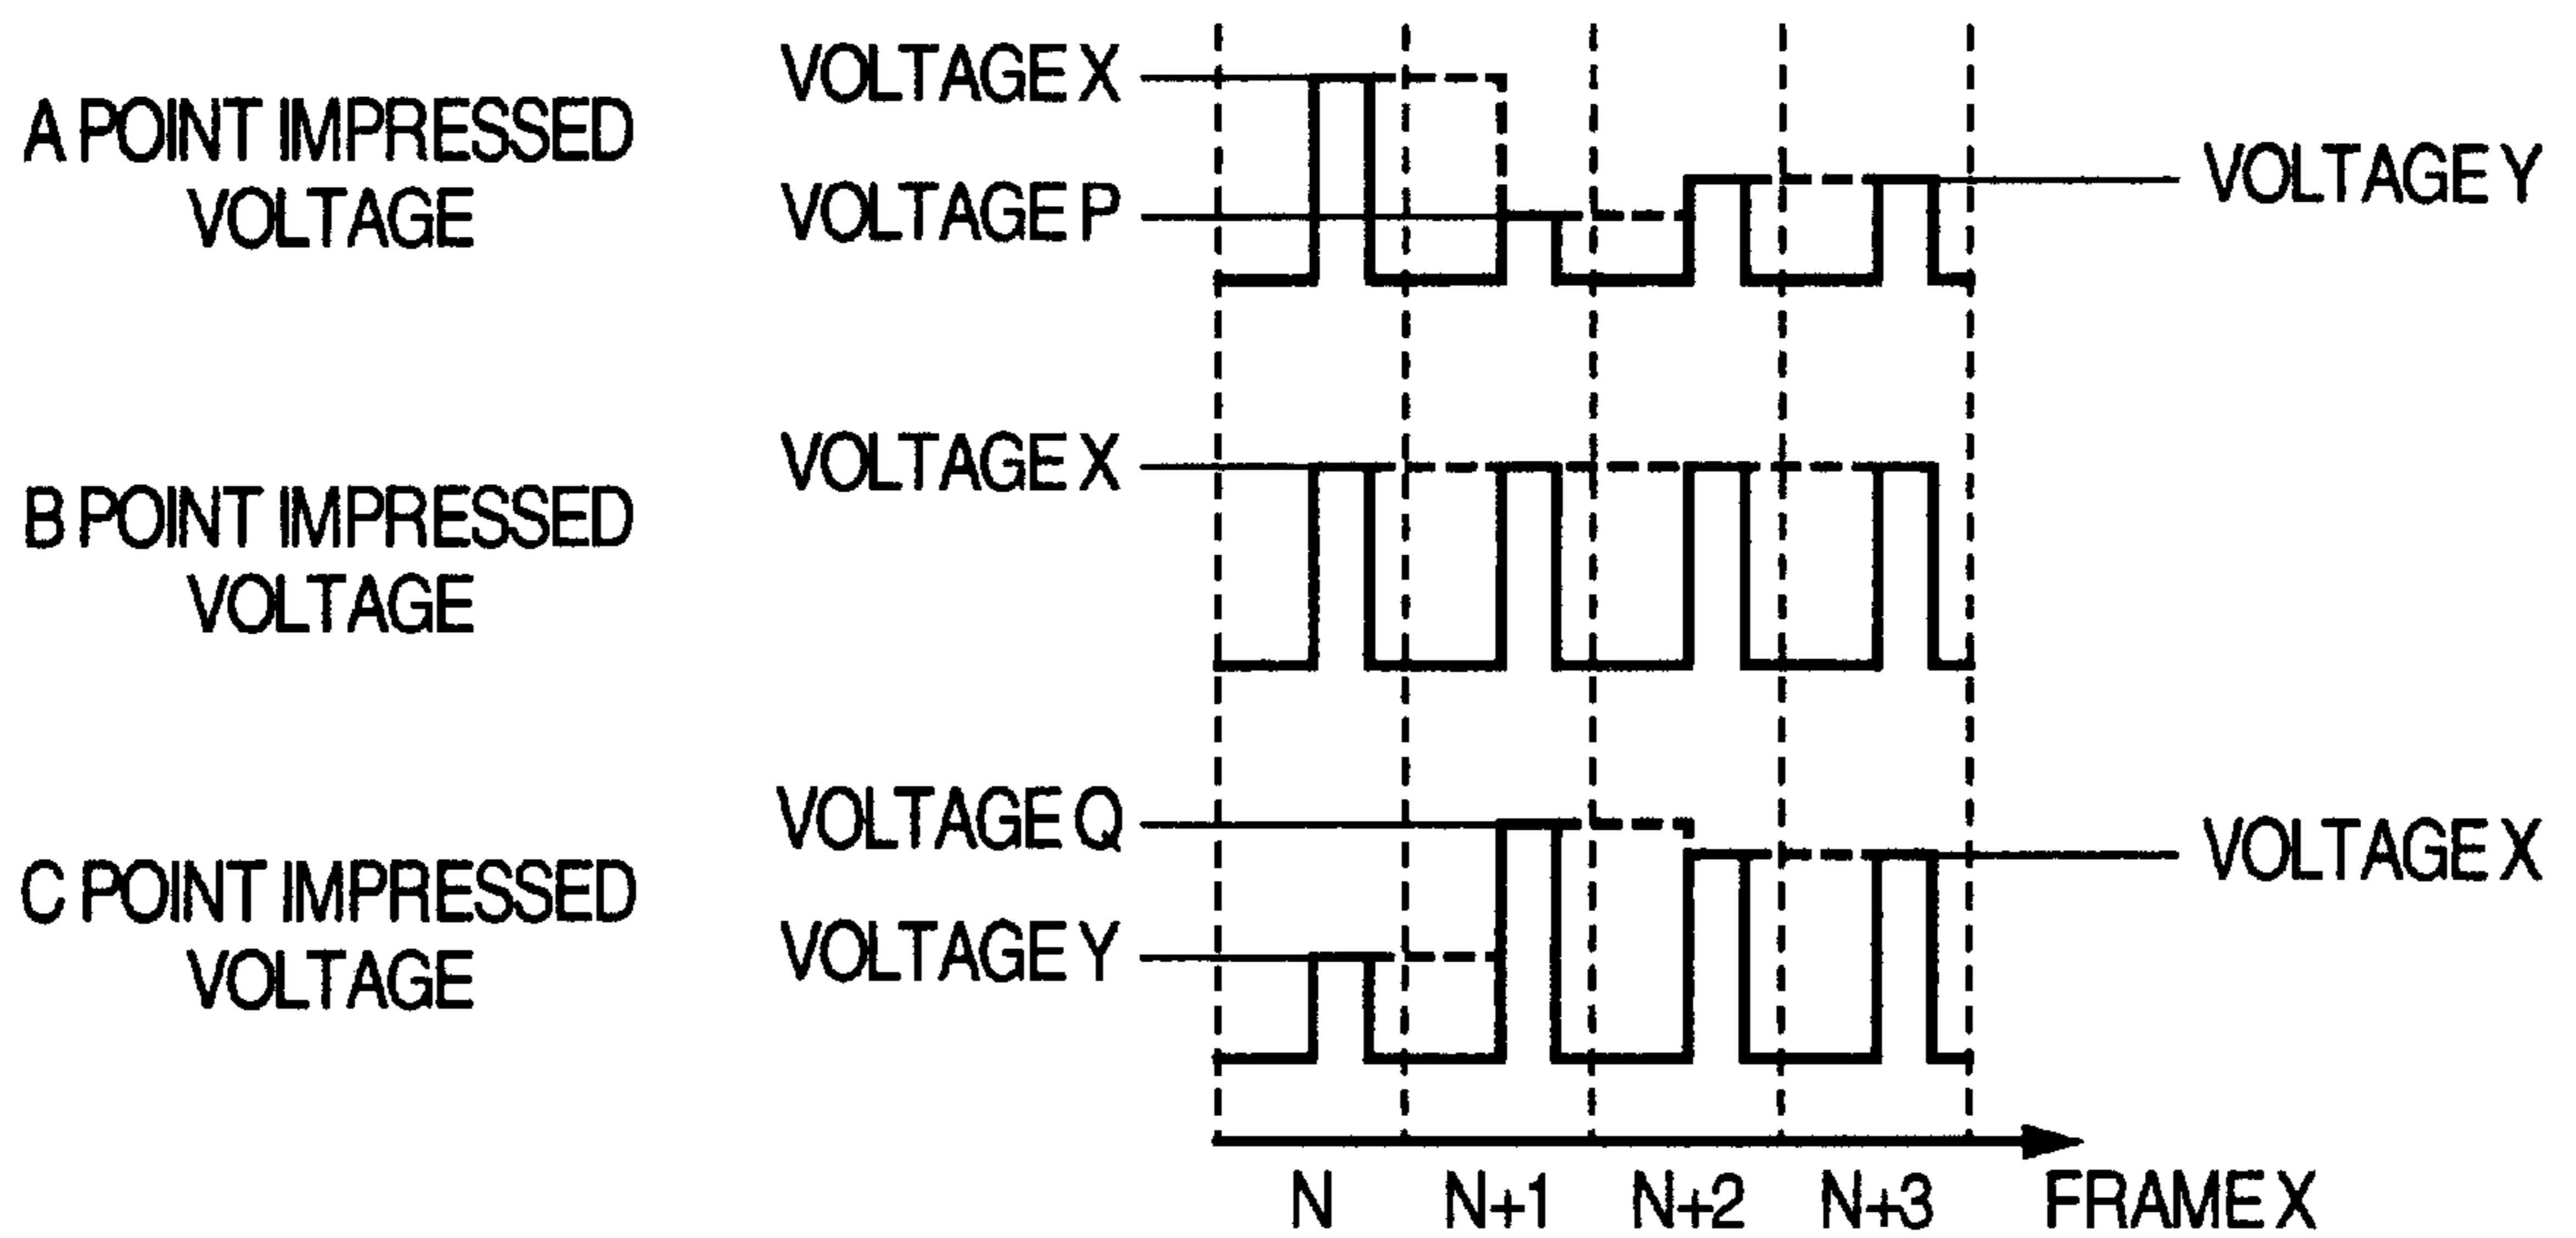 A POINT IMPRESSED
VOLTAGE
VOLTAGE X
VOLTAGE P
VOLTAGE Y
B POINT IMPRESSED
VOLTAGE
VOLTAGE X
C POINT IMPRESSED
VOLTAGE
VOLTAGE Q
VOLTAGE Y
VOLTAGE X
N N+1 N+2 N+3 FRAME X